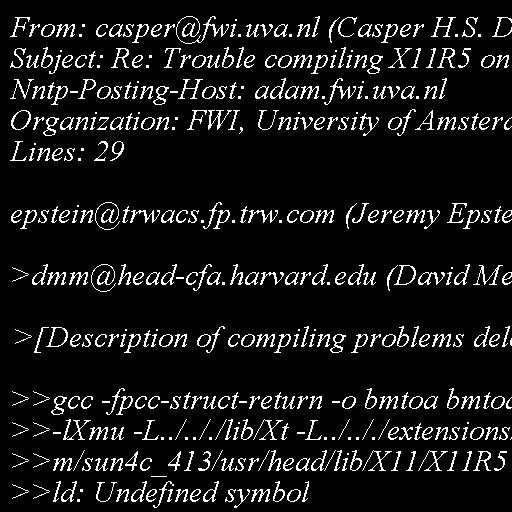 From: casper@fwi.uva.nl (Casper H.S. D
Subject: Re: Trouble compiling X11R5 on
Nntp-Posting-Host: adam.fwi.uva.nl
Organization: FWI, University of Amsterd
Lines: 29
epstein@trwacs.fp.trw.com (Jeremy Epste
>dmm@head-cfa.harvard.edu (David Me
>[Description of compiling problems dele
>>gcc -fpcc-struct-return -o bmtoa bmtoa
>>-lXmu -L../.././lib/Xt -L../.././extensions
>>m/sun4c_413/usr/head/lib/X11/X11R5
>>ld: Undefined symbol